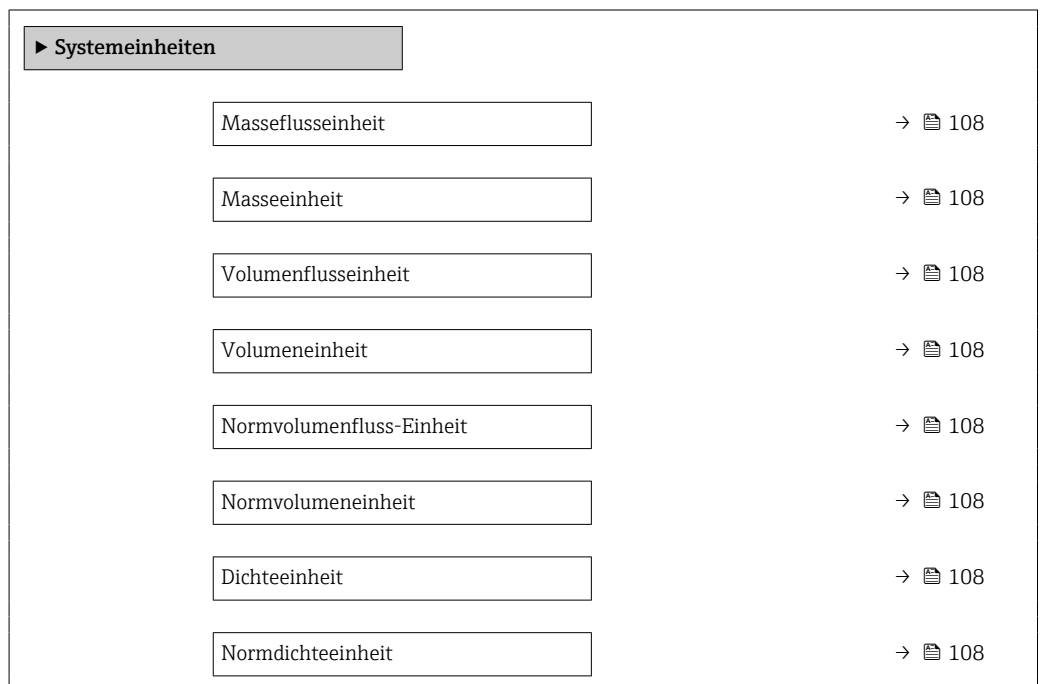 ▶ Systemeinheiten
Masseflusseinheit → 108
Masseeinheit → 108
Volumenflusseinheit → 108
Volumeneinheit → 108
Normvolumenfluss-Einheit → 108
Normvolumeneinheit → 108
Dichteeinheit → 108
Normdichteeinheit → 108